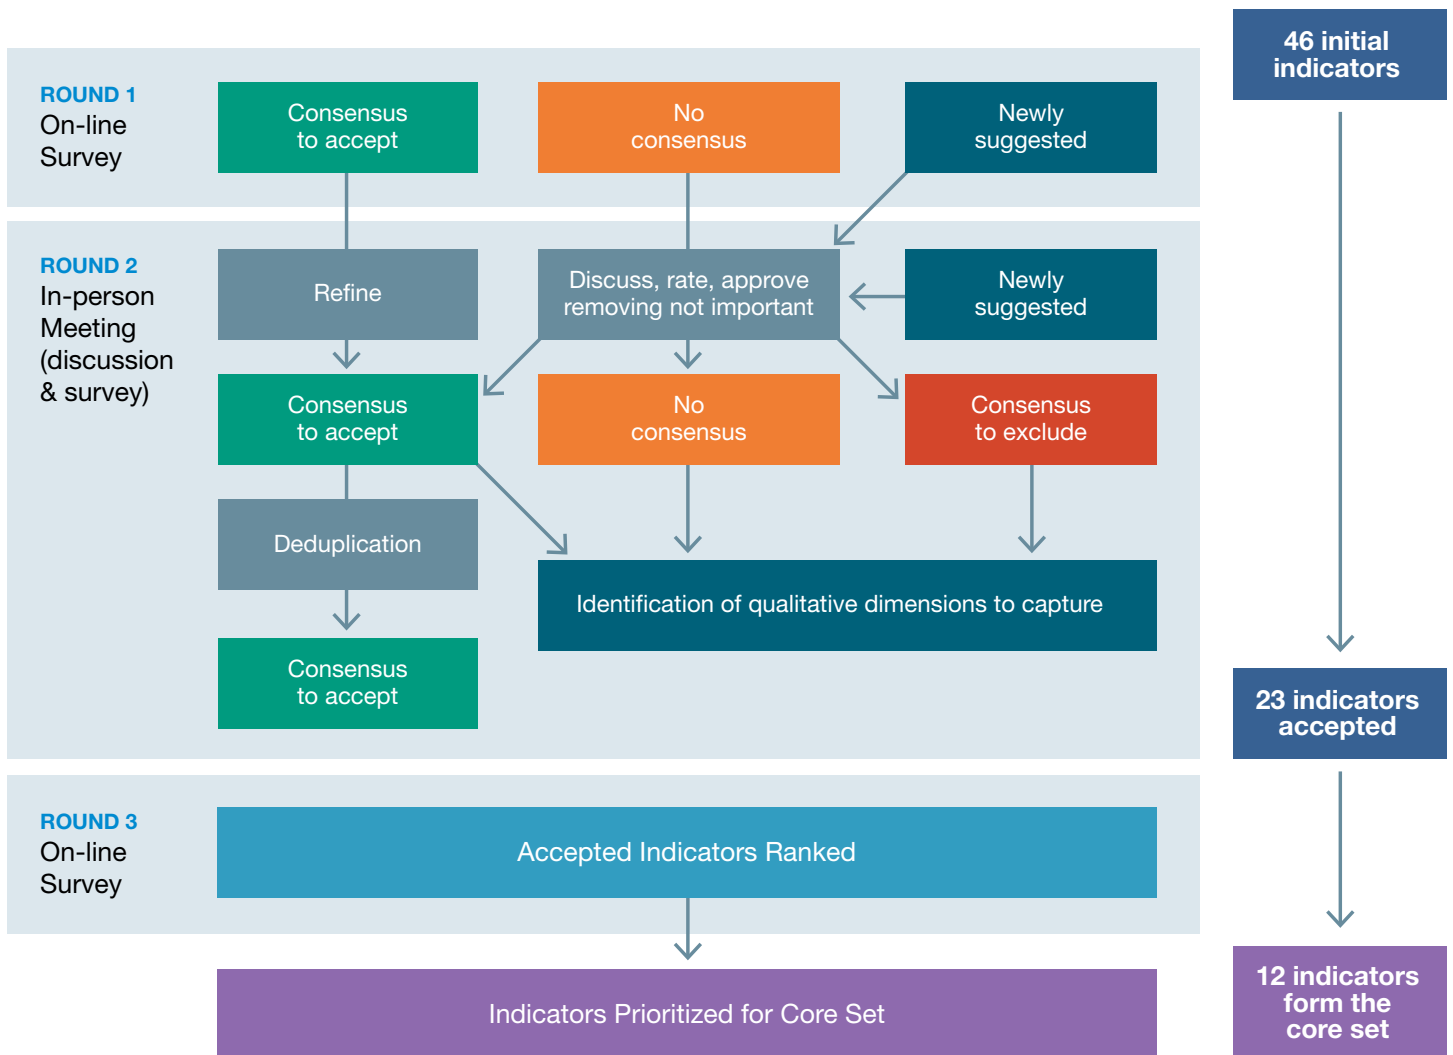 46 initial
indicators
ROUND 1
On-line
Survey
Consensus
to accept
No
consensus
Newly
suggested
ROUND 2
In-person
Meeting
(discussion
& survey)
Refine
Discuss, rate, approve
removing not important
Newly
suggested
Consensus
to accept
No
consensus
Consensus
to exclude
Deduplication
Identification of qualitative dimensions to capture
Consensus
to accept
23 indicators
accepted
ROUND 3
On-line
Survey
Accepted Indicators Ranked
Indicators Prioritized for Core Set
12 indicators
form the
core set